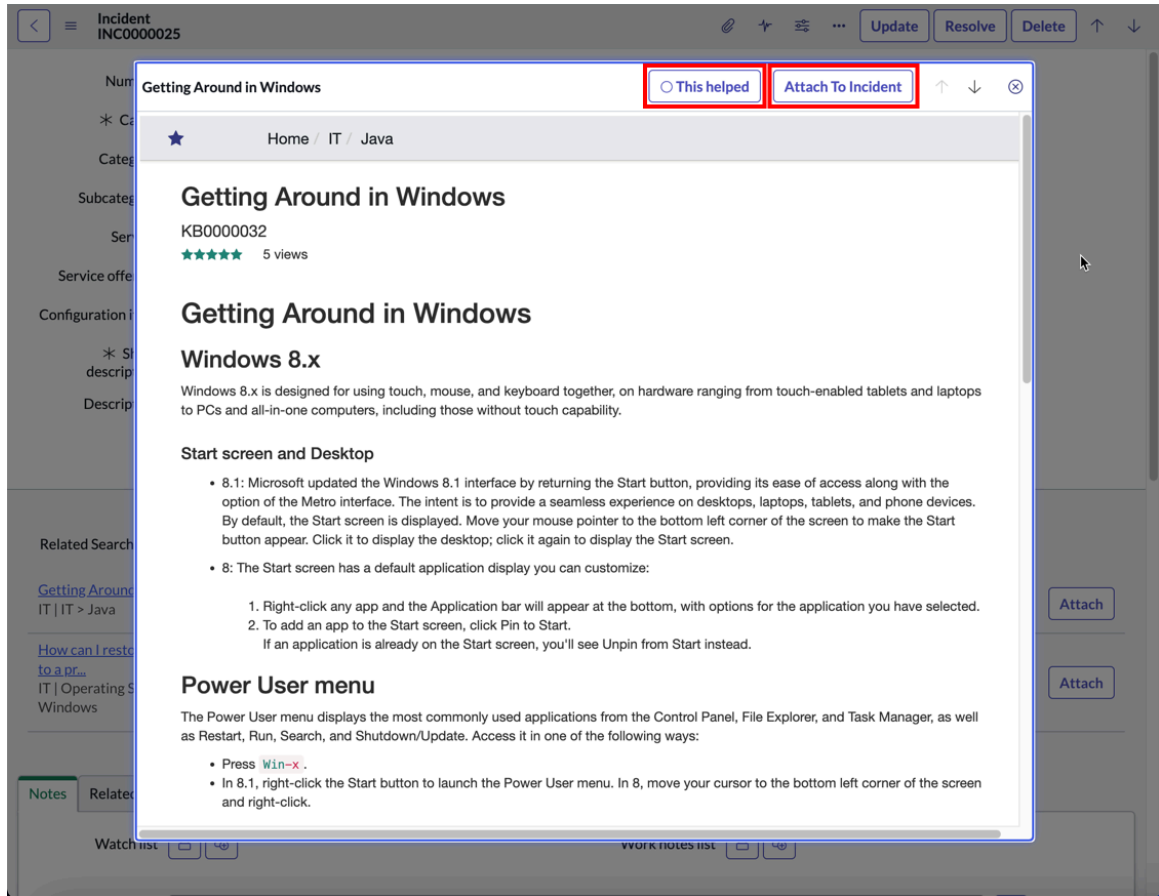 Incident
INC0000025
Update
Resolve
Delete
Getting Around in Windows
This helped
Attach To Incident
Home / IT / Java
Getting Around in Windows
KB0000032
5 views
Getting Around in Windows
Windows 8.x
Windows 8.x is designed for using touch, mouse, and keyboard together, on hardware ranging from touch-enabled tablets and laptops
to PCs and all-in-one computers, including those without touch capability.
Start screen and Desktop
• 8.1: Microsoft updated the Windows 8.1 interface by returning the Start button, providing its ease of access along with the
option of the Metro interface. The intent is to provide a seamless experience on desktops, laptops, tablets, and phone devices.
By default, the Start screen is displayed. Move your mouse pointer to the bottom left corner of the screen to make the Start
button appear. Click it to display the desktop; click it again to display the Start screen.
• 8: The Start screen has a default application display you can customize:
1. Right-click any app and the Application bar will appear at the bottom, with options for the application you have selected.
2. To add an app to the Start screen, click Pin to Start.
If an application is already on the Start screen, you'll see Unpin from Start instead.
Power User menu
The Power User menu displays the most commonly used applications from the Control Panel, File Explorer, and Task Manager, as well
as Restart, Run, Search, and Shutdown/Update. Access it in one of the following ways:
• Press Win-x .
• In 8.1, right-click the Start button to launch the Power User menu. In 8, move your cursor to the bottom left corner of the screen
and right-click.
Service
Configuration
Related Search
Getting Around
IT | IT > Java
Attach
How can I
to a pr...
IT | Operating
Windows
Attach
Notes
Watch list
Work notes list